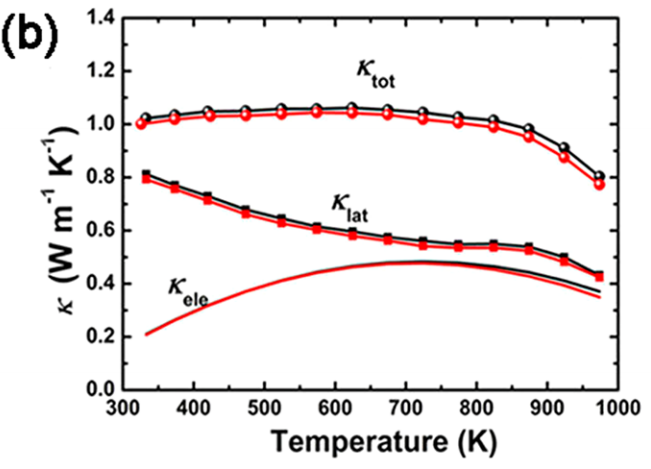 (b)
1.4
1.2
1.0
0.8
0.6
0.4
0.2
0.0
κ (W m⁻¹ K⁻¹)
κtot
κlat
κele
300 400 500 600 700 800 900 1000
Temperature (K)